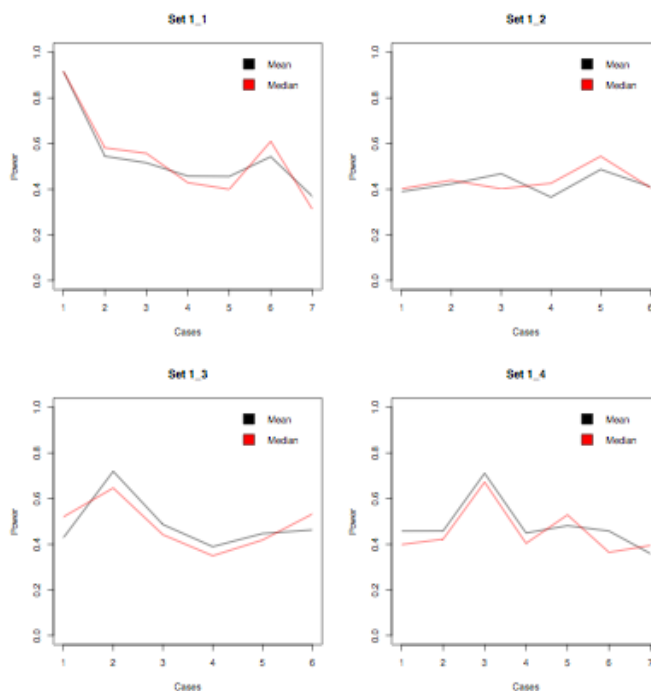 Set 1_1
Mean
Median
Power
1.0
0.8
0.6
0.4
0.2
0.0
1 2 3 4 5 6 7
Cases
Set 1_2
Mean
Median
Power
1.0
0.8
0.6
0.4
0.2
0.0
1 2 3 4 5 6
Cases
Set 1_3
Mean
Median
Power
1.0
0.8
0.6
0.4
0.2
0.0
1 2 3 4 5 6
Cases
Set 1_4
Mean
Median
Power
1.0
0.8
0.6
0.4
0.2
0.0
1 2 3 4 5 6 7
Cases